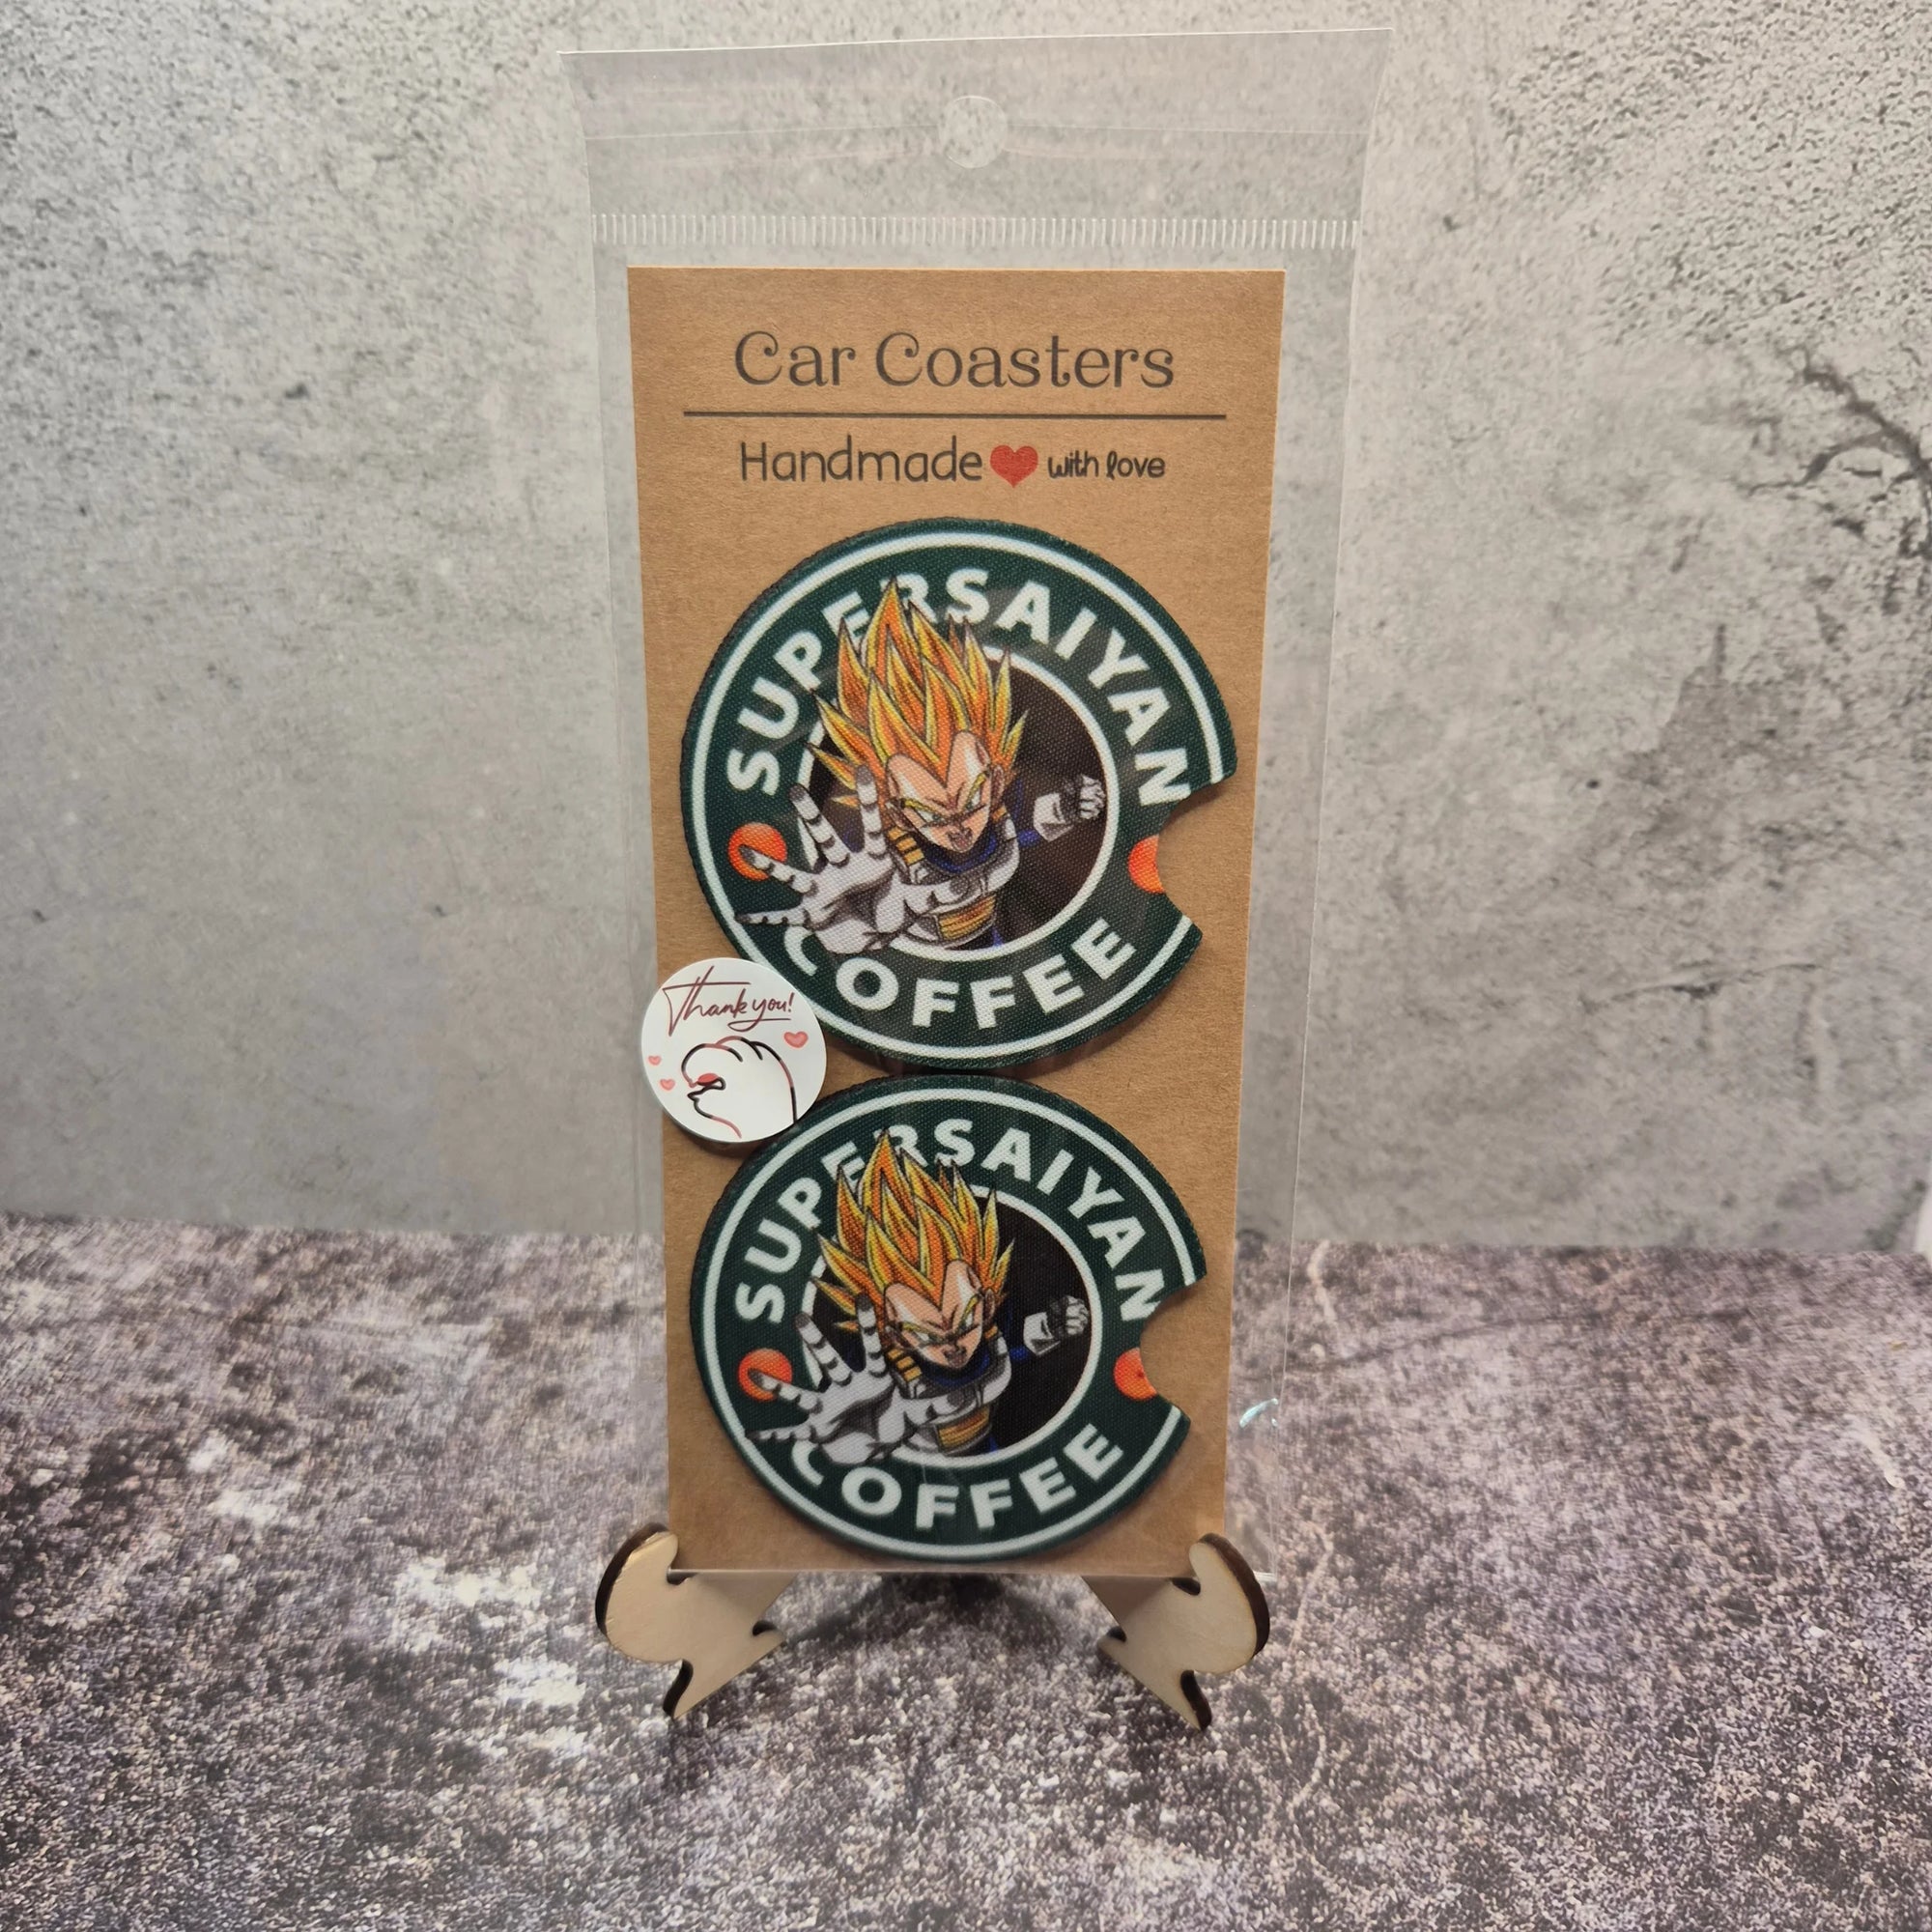 Car Coasters
Handmade with love
SUPERSAIYAN
COFFEE
Thank you!
SUPERSAIYAN
COFFEE